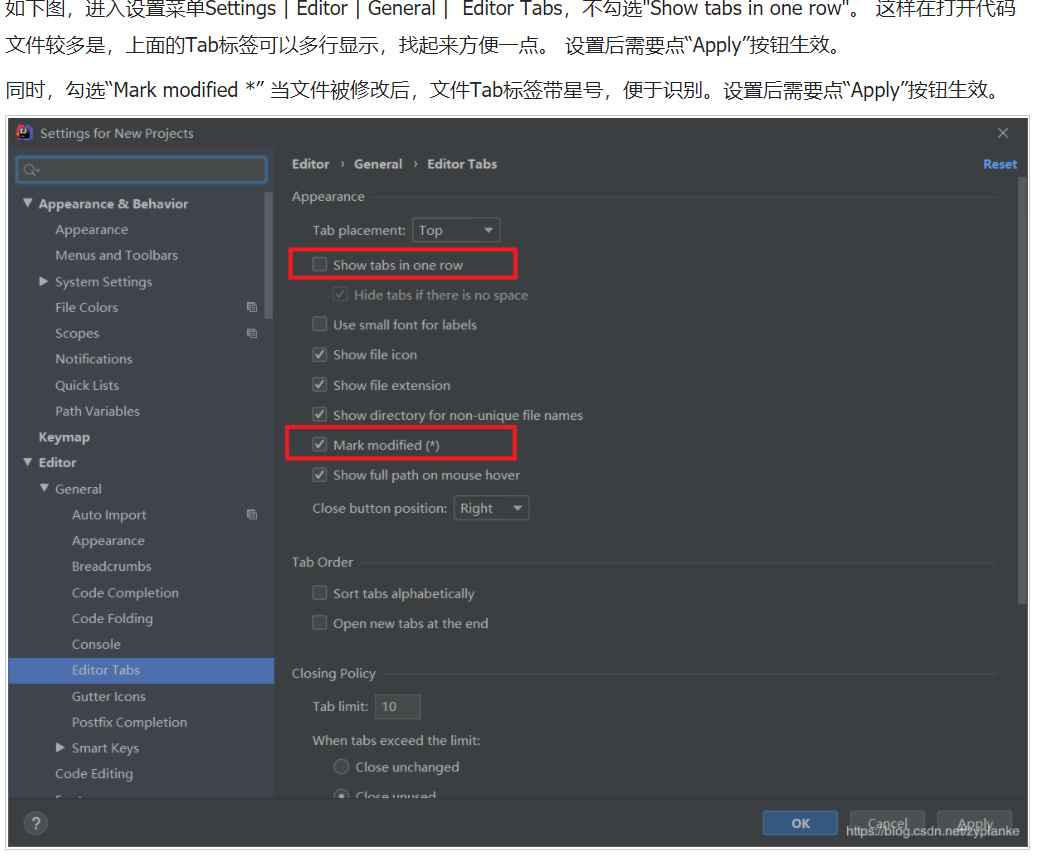 如下图，进入设置菜单Settings | Editor | General |  Editor Tabs，不勾选"Show tabs in one row"。 这样在打开代码
文件较多是，上面的Tab标签可以多行显示，找起来方便一点。 设置后需要点“Apply”按钮生效。
同时，勾选“Mark modified *” 当文件被修改后，文件Tab标签带星号，便于识别。设置后需要点“Apply”按钮生效。
Settings for New Projects
Appearance & Behavior
Appearance
Menus and Toolbars
System Settings
File Colors
Scopes
Notifications
Quick Lists
Path Variables
Keymap
Editor
General
Auto Import
Appearance
Breadcrumbs
Code Completion
Code Folding
Console
Editor Tabs
Gutter Icons
Postfix Completion
Smart Keys
Code Editing
Editor › General › Editor Tabs
Reset
Appearance
Tab placement: Top
Show tabs in one row
Hide tabs if there is no space
Use small font for labels
Show file icon
Show file extension
Show directory for non-unique file names
Mark modified (*)
Show full path on mouse hover
Close button position: Right
Tab Order
Sort tabs alphabetically
Open new tabs at the end
Closing Policy
Tab limit: 10
When tabs exceed the limit:
Close unchanged
Close unused
?
OK
Cancel
Apply
https://blog.csdn.net/zyplanke